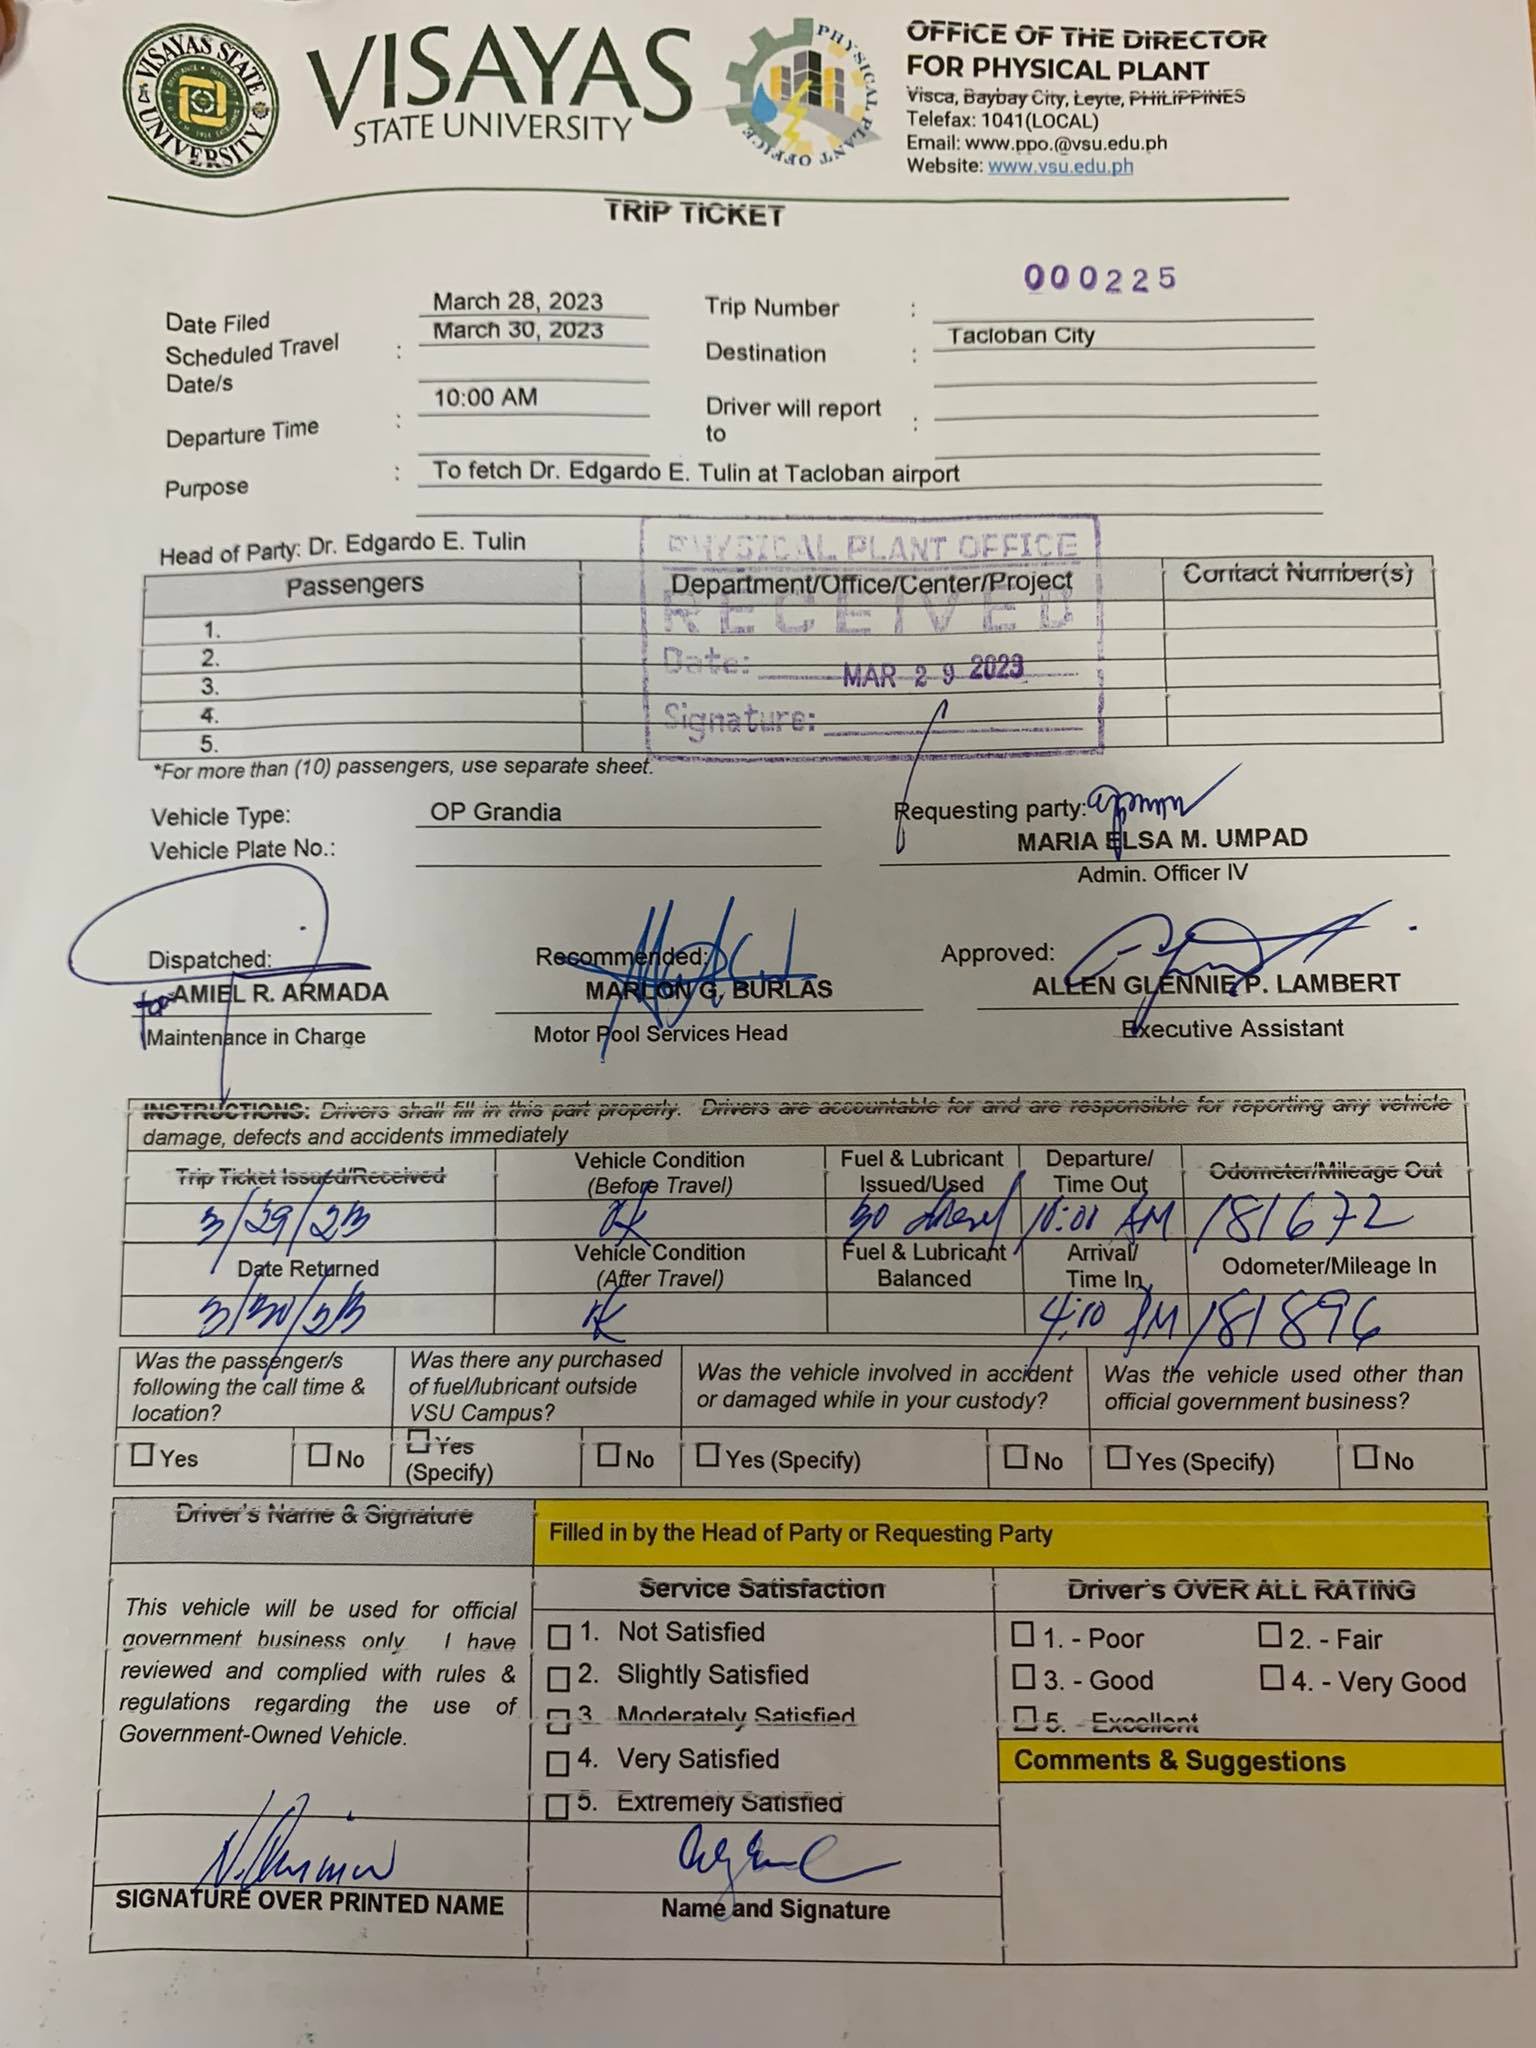 VISAYAS STATE UNIVERSITY
VISAYAS
STATE UNIVERSITY
PHYSICAL PLANT OFFICE
OFFICE OF THE DIRECTOR
FOR PHYSICAL PLANT
Visca, Baybay City, Leyte, PHILIPPINES
Telefax: 1041(LOCAL)
Email: www.ppo.@vsu.edu.ph
Website: www.vsu.edu.ph
TRIP TICKET
Date Filed March 28, 2023 Trip Number : 000225
Scheduled Travel Date/s : March 30, 2023 Destination : Tacloban City
Departure Time : 10:00 AM Driver will report to :
Purpose : To fetch Dr. Edgardo E. Tulin at Tacloban airport
Head of Party: Dr. Edgardo E. Tulin
PHYSICAL PLANT OFFICE
RECEIVED
Date: MAR 29 2023
Signature:
Passengers Department/Office/Center/Project Contact Number(s)
1.
2.
3.
4.
5.
*For more than (10) passengers, use separate sheet.
Vehicle Type: OP Grandia Requesting party:
Vehicle Plate No.: MARIA ELSA M. UMPAD
Admin. Officer IV
Dispatched: Recommended: Approved:
AMIEL R. ARMADA MARLON G. BURLAS ALLEN GLENNIE P. LAMBERT
Maintenance in Charge Motor Pool Services Head Executive Assistant
INSTRUCTIONS: Drivers shall fill in this part properly. Drivers are accountable for and are responsible for reporting any vehicle
damage, defects and accidents immediately
Trip Ticket Issued/Received Vehicle Condition (Before Travel) Fuel & Lubricant Issued/Used Departure/ Time Out Odometer/Mileage Out
3/29/23 OK 30 diesel 10:00 AM 181672
Date Returned Vehicle Condition (After Travel) Fuel & Lubricant Balanced Arrival/ Time In Odometer/Mileage In
3/30/23 OK 4:10 PM 181896
Was the passenger/s following the call time & location? Was there any purchased of fuel/lubricant outside VSU Campus? Was the vehicle involved in accident or damaged while in your custody? Was the vehicle used other than official government business?
Yes No Yes (Specify) No Yes (Specify) No Yes (Specify) No
Driver's Name & Signature
Filled in by the Head of Party or Requesting Party
This vehicle will be used for official
government business only. I have
reviewed and complied with rules &
regulations regarding the use of
Government-Owned Vehicle.
SIGNATURE OVER PRINTED NAME
Service Satisfaction
1. Not Satisfied
2. Slightly Satisfied
3. Moderately Satisfied
4. Very Satisfied
5. Extremely Satisfied
Name and Signature
Driver's OVER ALL RATING
1. - Poor 2. - Fair
3. - Good 4. - Very Good
5. - Excellent
Comments & Suggestions